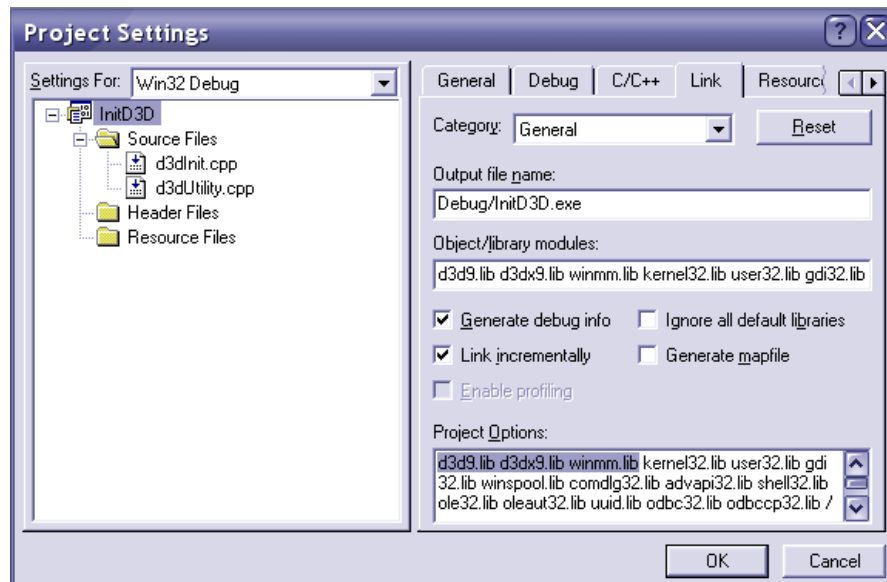 Project Settings
Settings For: Win32 Debug
InitD3D
Source Files
d3dInit.cpp
d3dUtility.cpp
Header Files
Resource Files
General Debug C/C++ Link Resourc
Category: General Reset
Output file name:
Debug/InitD3D.exe
Object/library modules:
d3d9.lib d3dx9.lib winmm.lib kernel32.lib user32.lib gdi32.lib
Generate debug info Ignore all default libraries
Link incrementally Generate mapfile
Enable profiling
Project Options:
d3d9.lib d3dx9.lib winmm.lib kernel32.lib user32.lib gdi
32.lib winspool.lib comdlg32.lib advapi32.lib shell32.lib
ole32.lib oleaut32.lib uuid.lib odbc32.lib odbccp32.lib /
OK Cancel